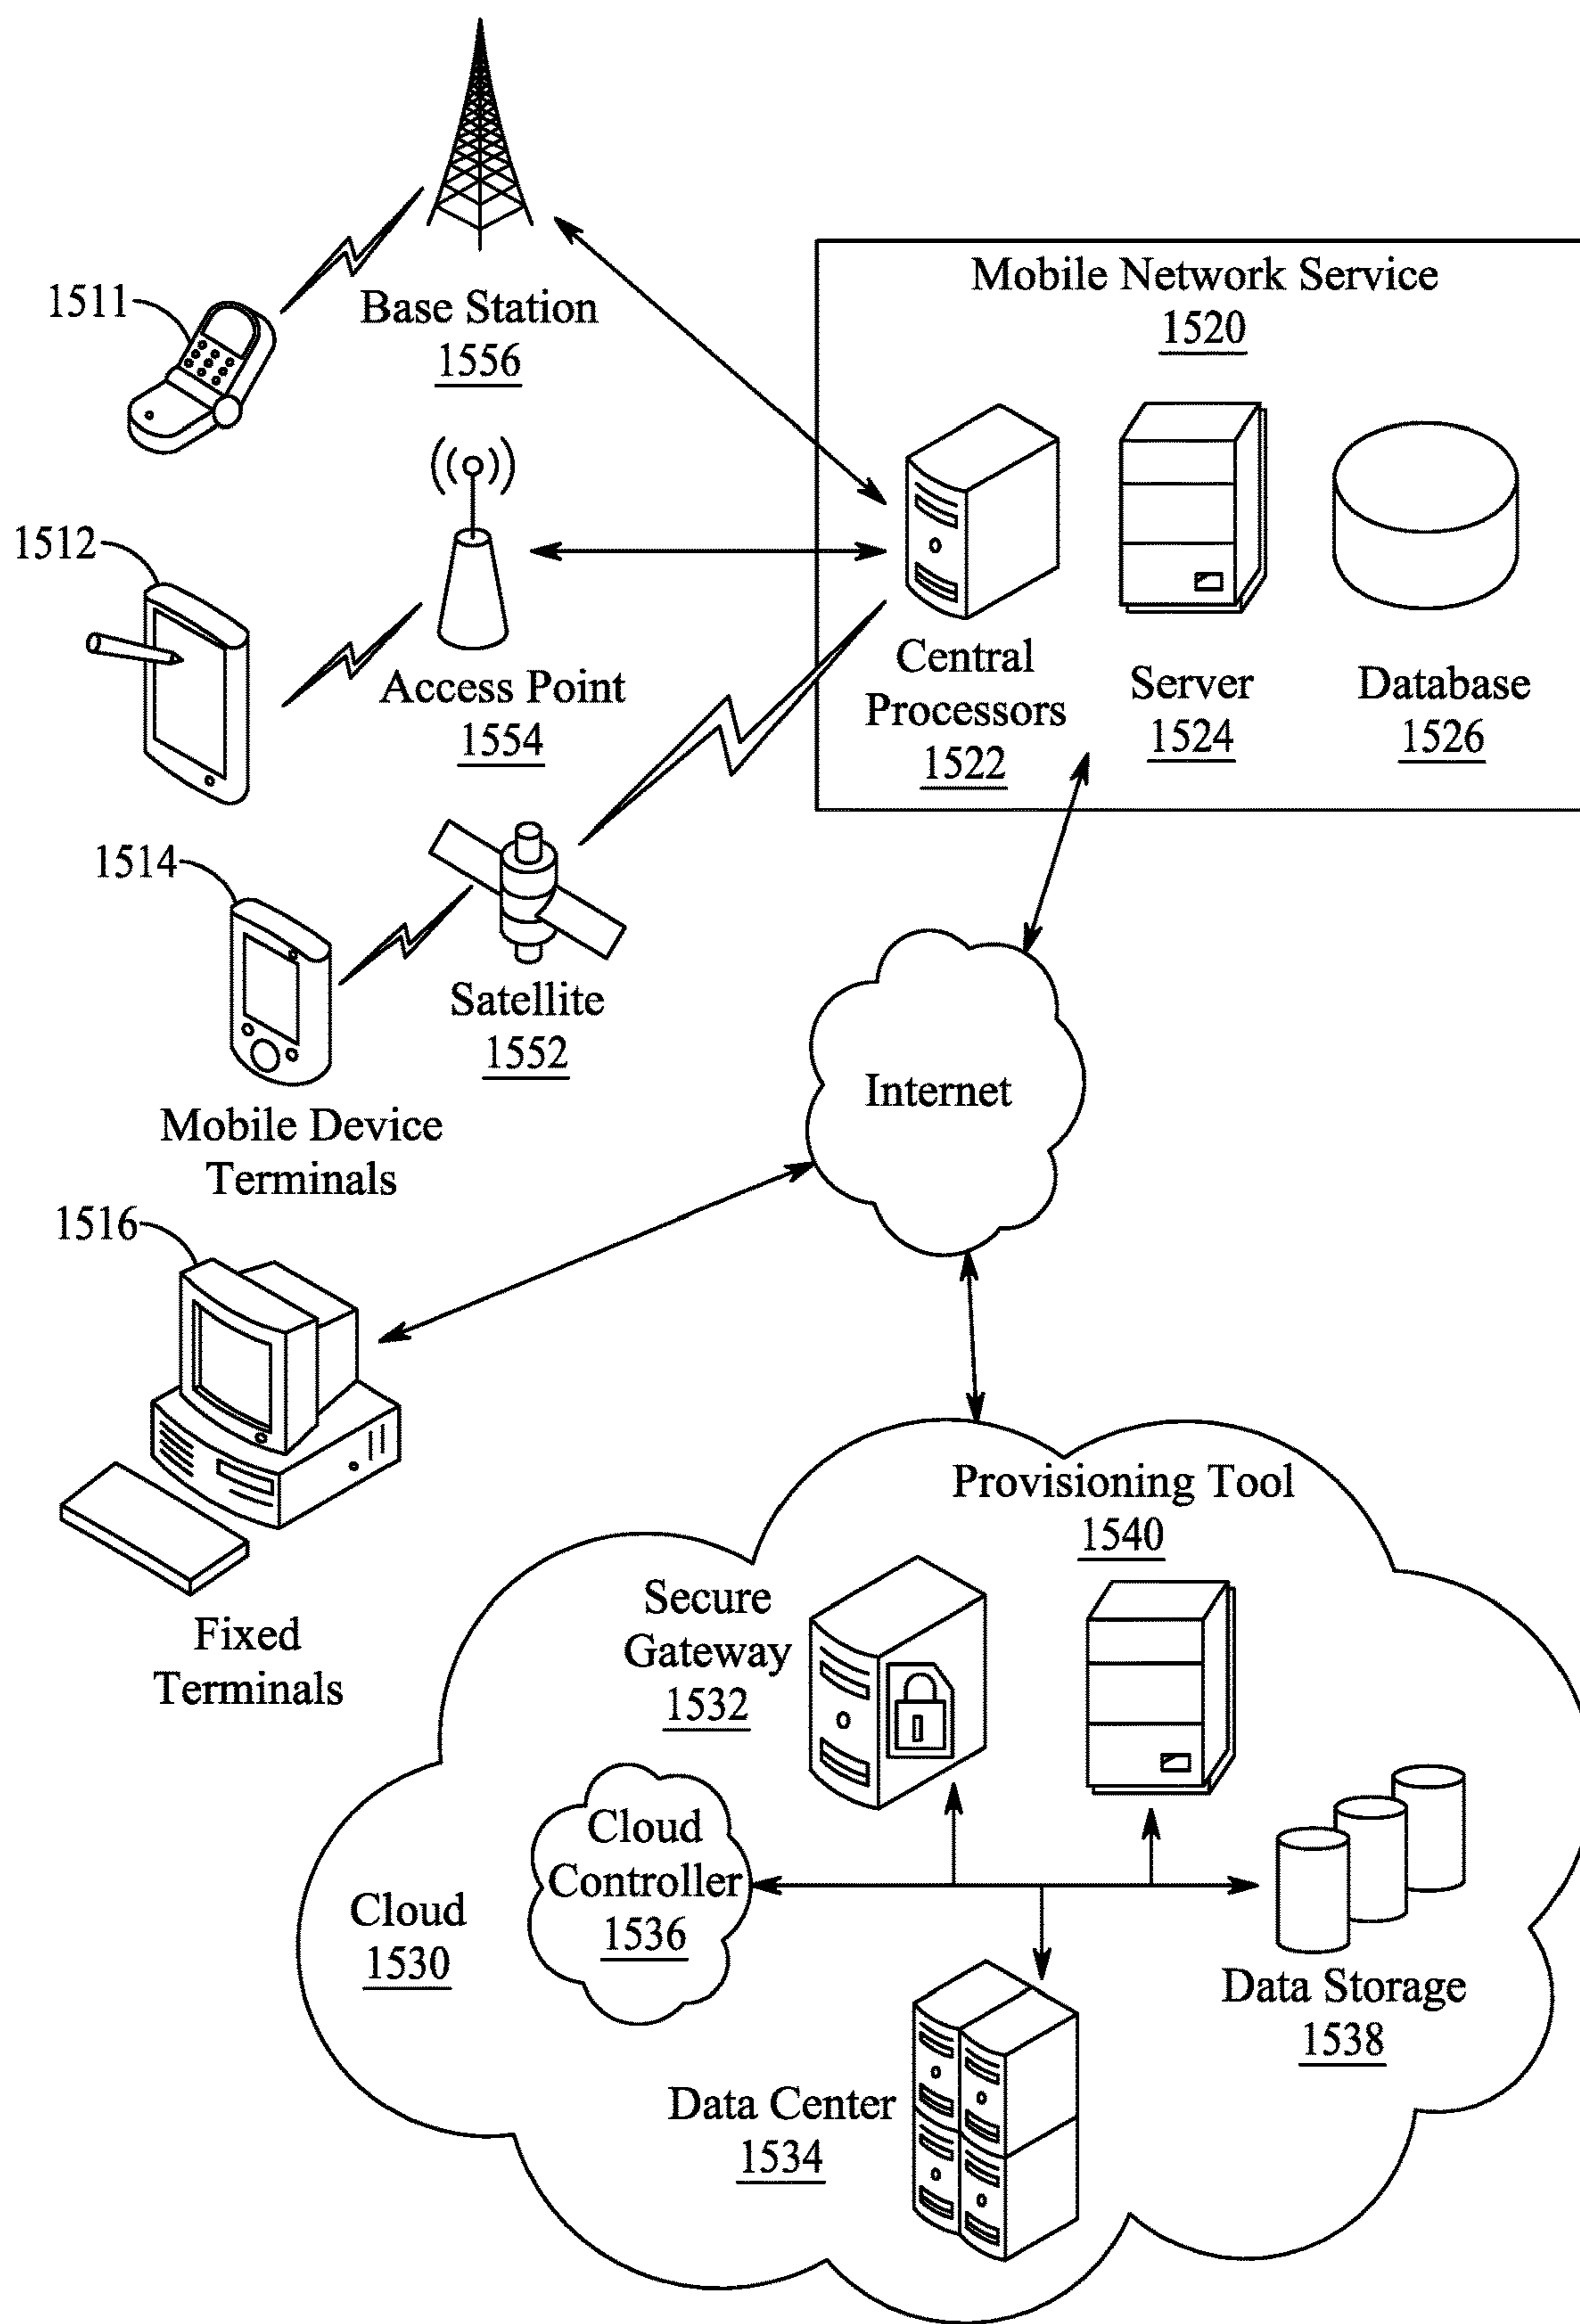 1511
Base Station
1556
Mobile Network Service
1520
1512
Access Point
1554
Central
Processors
1522
Server
1524
Database
1526
1514
Satellite
1552
Mobile Device
Terminals
Internet
1516
Fixed
Terminals
Provisioning Tool
1540
Secure
Gateway
1532
Cloud
Controller
1536
Cloud
1530
Data Storage
1538
Data Center
1534